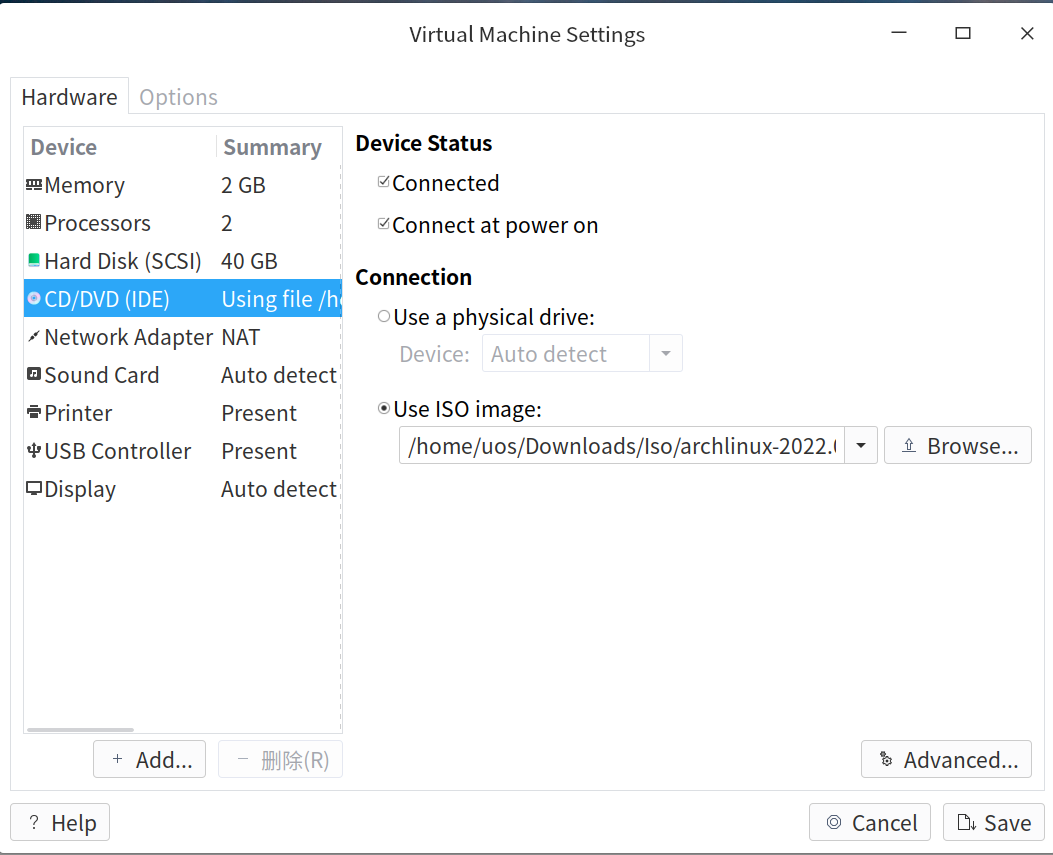 Virtual Machine Settings
Hardware Options
Device Summary
Memory 2 GB
Processors 2
Hard Disk (SCSI) 40 GB
CD/DVD (IDE) Using file /h
Network Adapter NAT
Sound Card Auto detect
Printer Present
USB Controller Present
Display Auto detect
+ Add...
− 删除(R)
Device Status
Connected
Connect at power on
Connection
Use a physical drive:
Device: Auto detect
Use ISO image:
/home/uos/Downloads/Iso/archlinux-2022. Browse...
Advanced...
? Help
Cancel
Save